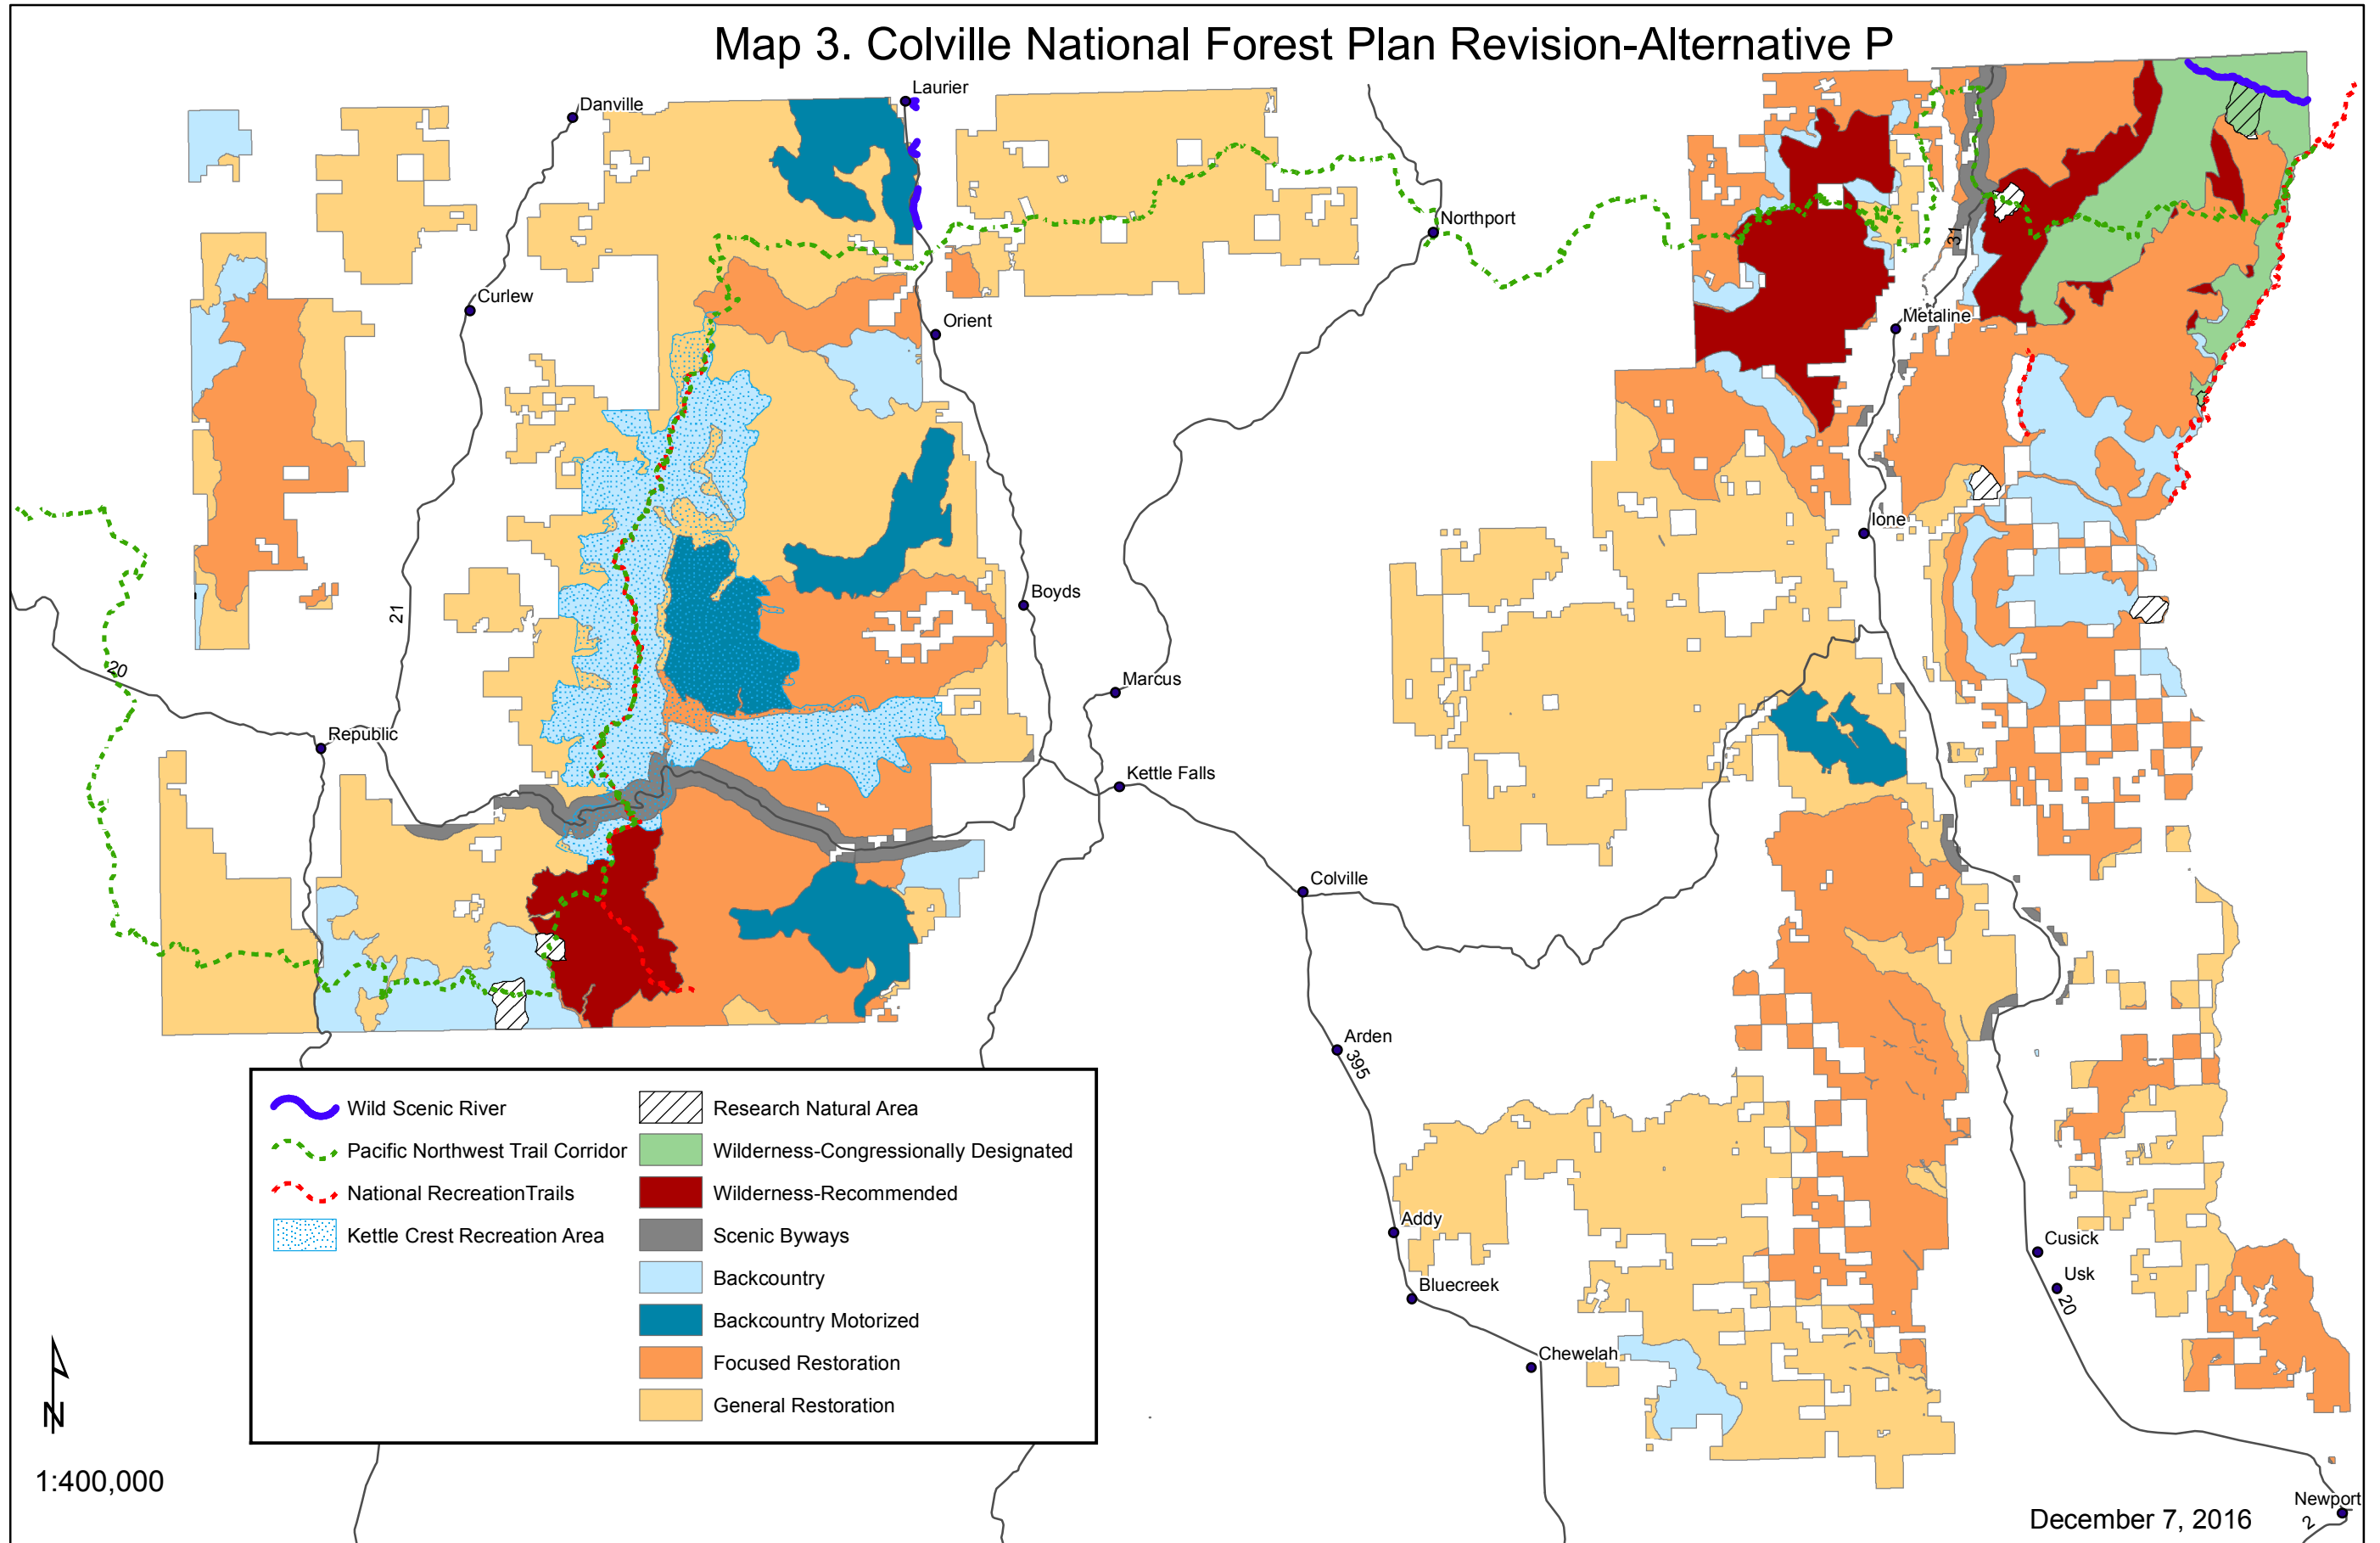 Map 3. Colville National Forest Plan Revision-Alternative P
Laurier
Danville
Northport
31
Curlew
Orient
Metaline
Ione
21
Boyds
20
Marcus
Republic
Kettle Falls
Colville
Arden
395
Addy
Cusick
Usk
20
Bluecreek
Chewelah
Wild Scenic River
Pacific Northwest Trail Corridor
National RecreationTrails
Kettle Crest Recreation Area
Research Natural Area
Wilderness-Congressionally Designated
Wilderness-Recommended
Scenic Byways
Backcountry
Backcountry Motorized
Focused Restoration
General Restoration
N
1:400,000
Newport
2
December 7, 2016